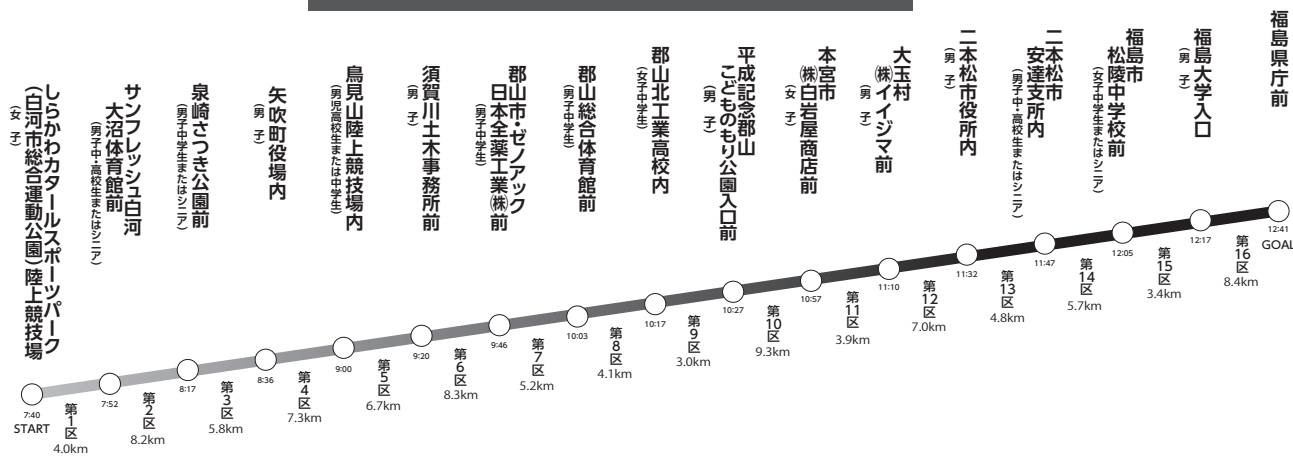 しらかわカタールスポーツパーク
(白河市総合運動公園)陸上競技場
(女　子)
7:40
START
第1区
4.0km
サンフレッシュ白河
大沼体育館前
(男子中・高校生またはシニア)
7:52
第2区
8.2km
泉崎さつき公園前
(男子中学生またはシニア)
8:17
第3区
5.8km
矢吹町役場内
(男　子)
8:36
第4区
7.3km
鳥見山陸上競技場内
(男児高校生または中学生)
9:00
第5区
6.7km
須賀川土木事務所前
(男　子)
9:20
第6区
8.3km
郡山市・ゼノアック
日本全薬工業㈱前
(男子中学生)
9:46
第7区
5.2km
郡山総合体育館前
(男子中学生)
10:03
第8区
4.1km
郡山北工業高校内
(女子中学生)
10:17
第9区
3.0km
平成記念郡山
こどものもり公園入口前
(男　子)
10:27
第10区
9.3km
本宮市
㈱白岩屋商店前
(女　子)
10:57
第11区
3.9km
大玉村
㈱イイジマ前
(男　子)
11:10
第12区
7.0km
二本松市役所内
(男　子)
11:32
第13区
4.8km
二本松市
安達支所内
(男子中・高校生またはシニア)
11:47
第14区
5.7km
福島市
松陵中学校前
(女子中学生またはシニア)
12:05
第15区
3.4km
福島大学入口
(男　子)
12:17
第16区
8.4km
福島県庁前
12:41
GOAL